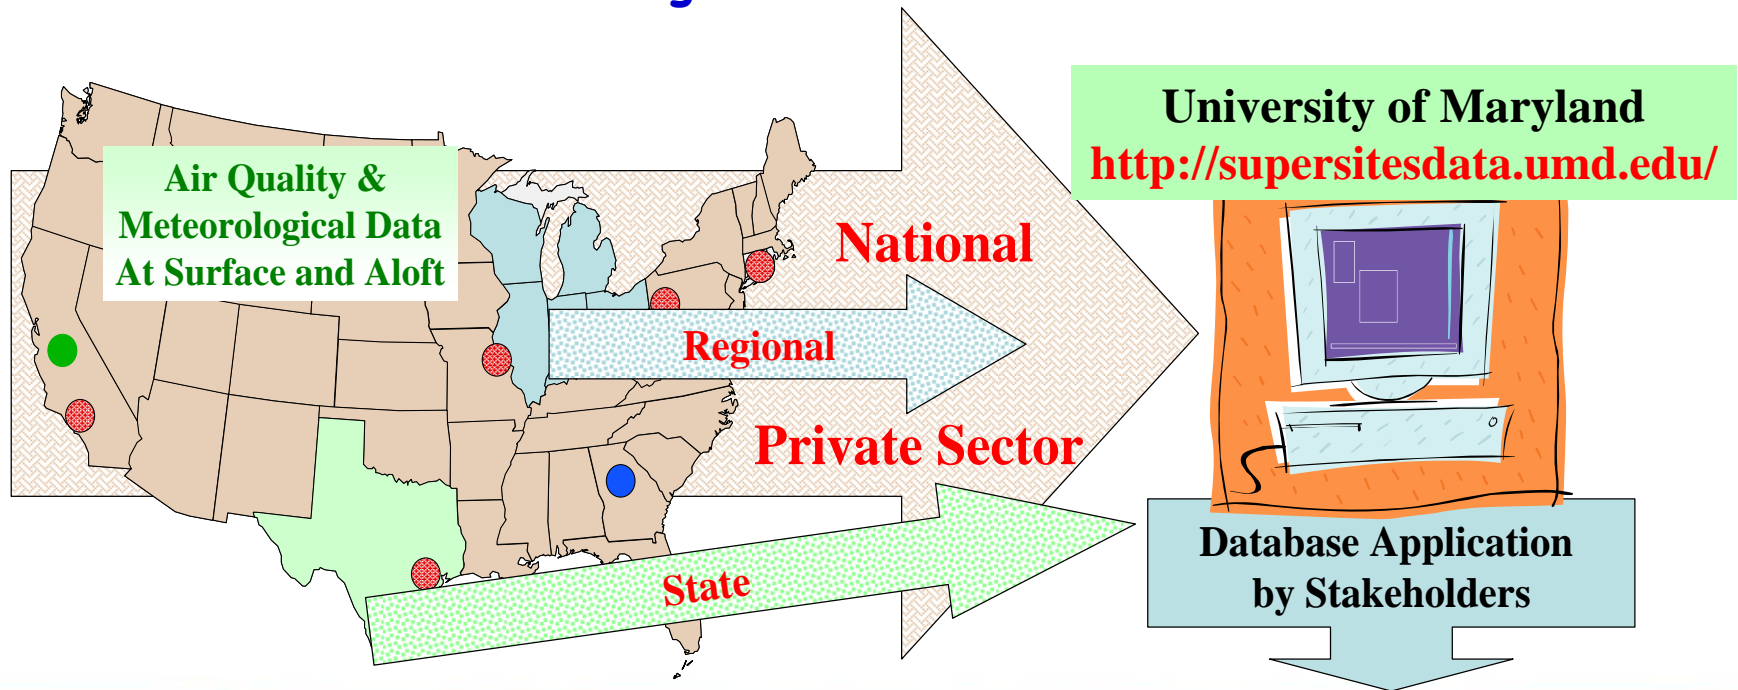 University of Maryland
http://supersitesdata.umd.edu/
Air Quality &
Meteorological Data
At Surface and Aloft
National
Regional
Private Sector
State
Database Application
by Stakeholders